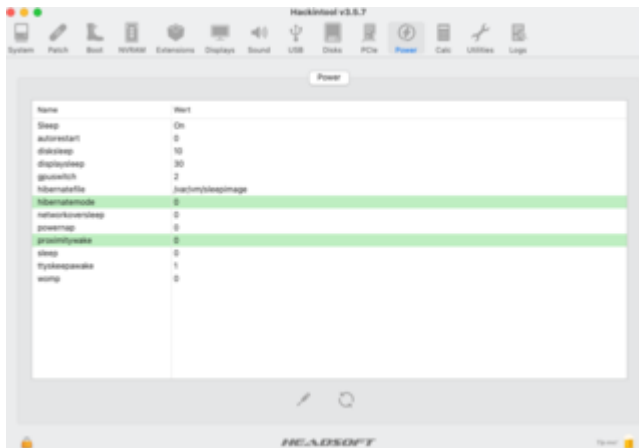 Hackintool v3.5.7
System Patch Boot NVRAM Extensions Displays Sound USB Disks PCIe Power Calc Utilities Logs
Power
Name Wert
Sleep On
autorestart 0
disksleep 10
displaysleep 30
gpuswitch 2
hibernatefile /var/vm/sleepimage
hibernatemode 0
networkoversleep 0
powernap 0
proximitywake 0
sleep 0
ttyskeepawake 1
womp 0
HEADSOFT